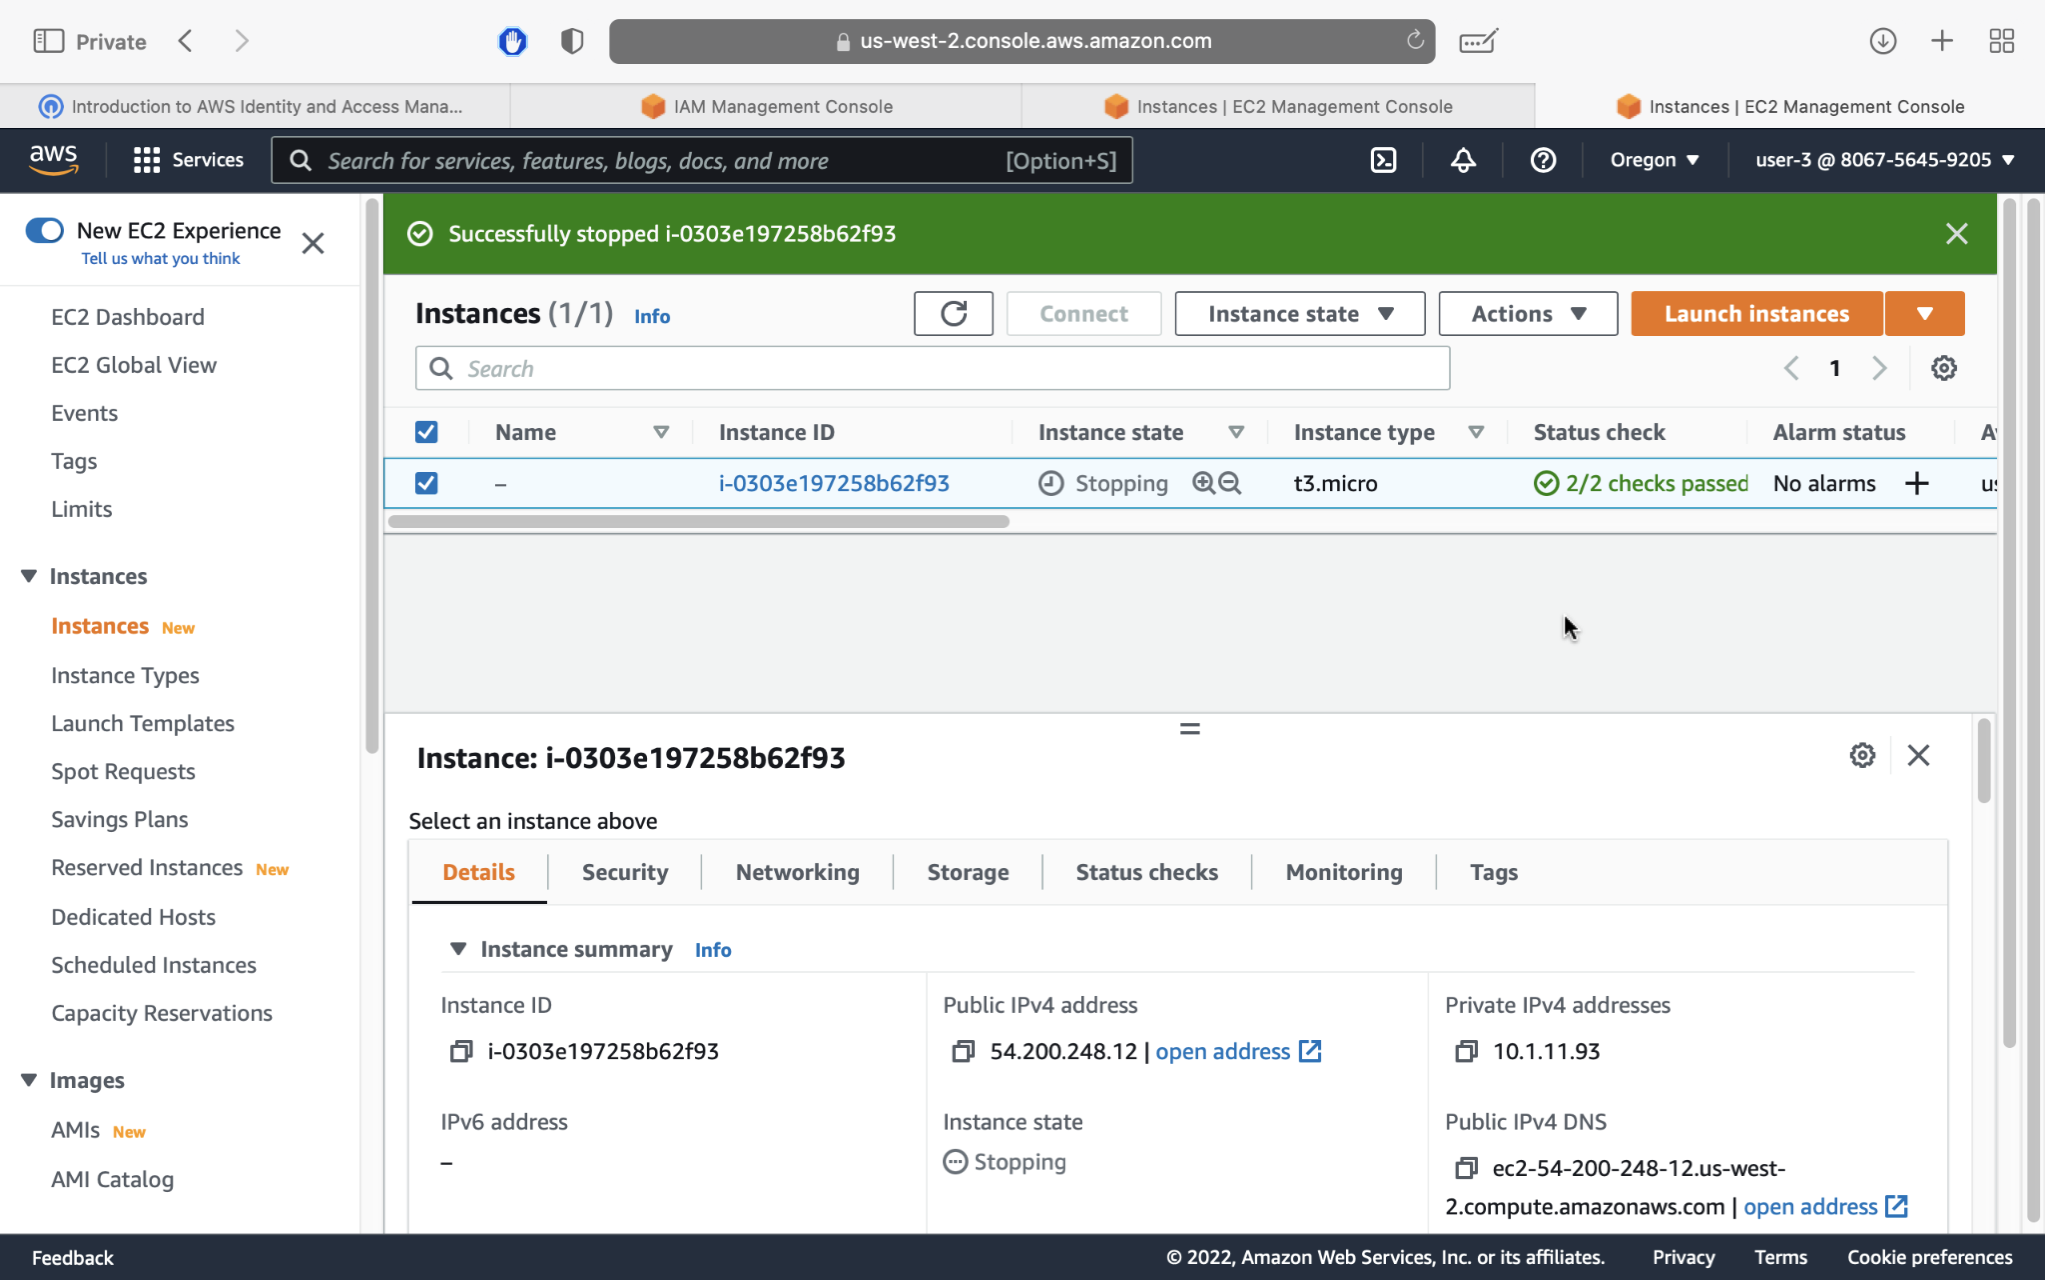 Private
us-west-2.console.aws.amazon.com
Introduction to AWS Identity and Access Mana...
IAM Management Console
Instances | EC2 Management Console
Instances | EC2 Management Console
aws
Services
Search for services, features, blogs, docs, and more [Option+S]
Oregon
user-3 @ 8067-5645-9205
New EC2 Experience
Tell us what you think
EC2 Dashboard
EC2 Global View
Events
Tags
Limits
Instances
Instances New
Instance Types
Launch Templates
Spot Requests
Savings Plans
Reserved Instances New
Dedicated Hosts
Scheduled Instances
Capacity Reservations
Images
AMIs New
AMI Catalog
Successfully stopped i-0303e197258b62f93
Instances (1/1) Info
Connect
Instance state
Actions
Launch instances
Search
1
Name Instance ID Instance state Instance type Status check Alarm status
– i-0303e197258b62f93 Stopping t3.micro 2/2 checks passed No alarms
Instance: i-0303e197258b62f93
Select an instance above
Details Security Networking Storage Status checks Monitoring Tags
Instance summary Info
Instance ID
i-0303e197258b62f93
Public IPv4 address
54.200.248.12 | open address
Private IPv4 addresses
10.1.11.93
IPv6 address
–
Instance state
Stopping
Public IPv4 DNS
ec2-54-200-248-12.us-west-
2.compute.amazonaws.com | open address
Feedback
© 2022, Amazon Web Services, Inc. or its affiliates. Privacy Terms Cookie preferences